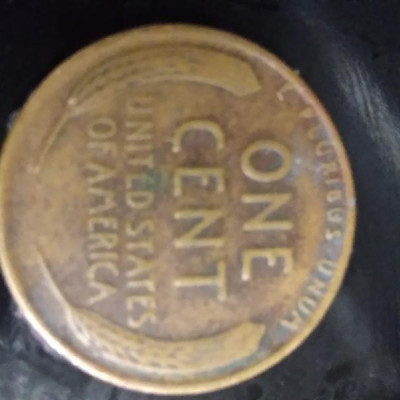 E PLURIBUS UNUM
ONE
CENT
UNITED STATES
OF AMERICA